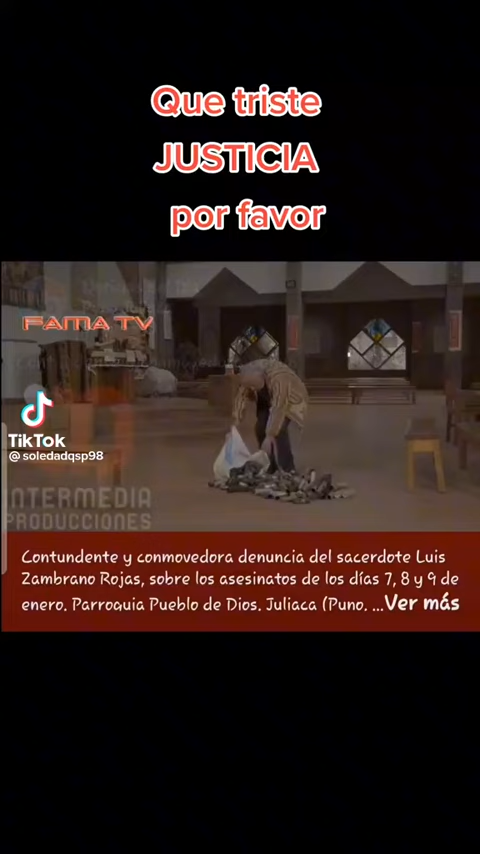 Que triste
JUSTICIA
por favor
FAMA TV
TikTok
@soledadqsp98
INTERMEDIA
PRODUCCIONES
Contundente y conmovedora denuncia del sacerdote Luis
Zambrano Rojas, sobre los asesinatos de los días 7, 8 y 9 de
enero. Parroquia Pueblo de Dios. Juliaca (Puno. ...Ver más